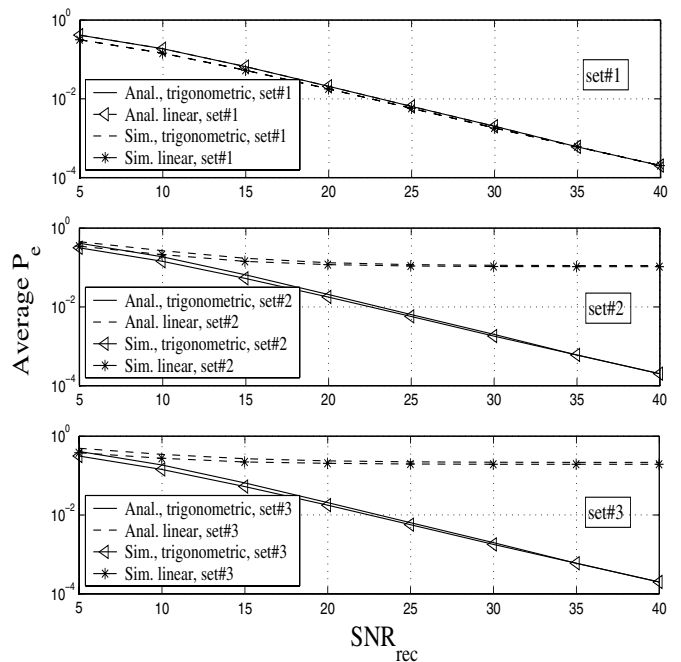 10^0
10^-2
10^-4
set#1
Anal., trigonometric, set#1
Anal. linear, set#1
Sim., trigonometric, set#1
Sim. linear, set#1
5 10 15 20 25 30 35 40
Average P_e
10^0
10^-2
10^-4
set#2
Anal., trigonometric, set#2
Anal. linear, set#2
Sim., trigonometric, set#2
Sim. linear, set#2
5 10 15 20 25 30 35 40
10^0
10^-2
10^-4
set#3
Anal., trigonometric, set#3
Anal. linear, set#3
Sim., trigonometric, set#3
Sim. linear, set#3
5 10 15 20 25 30 35 40
SNR_rec